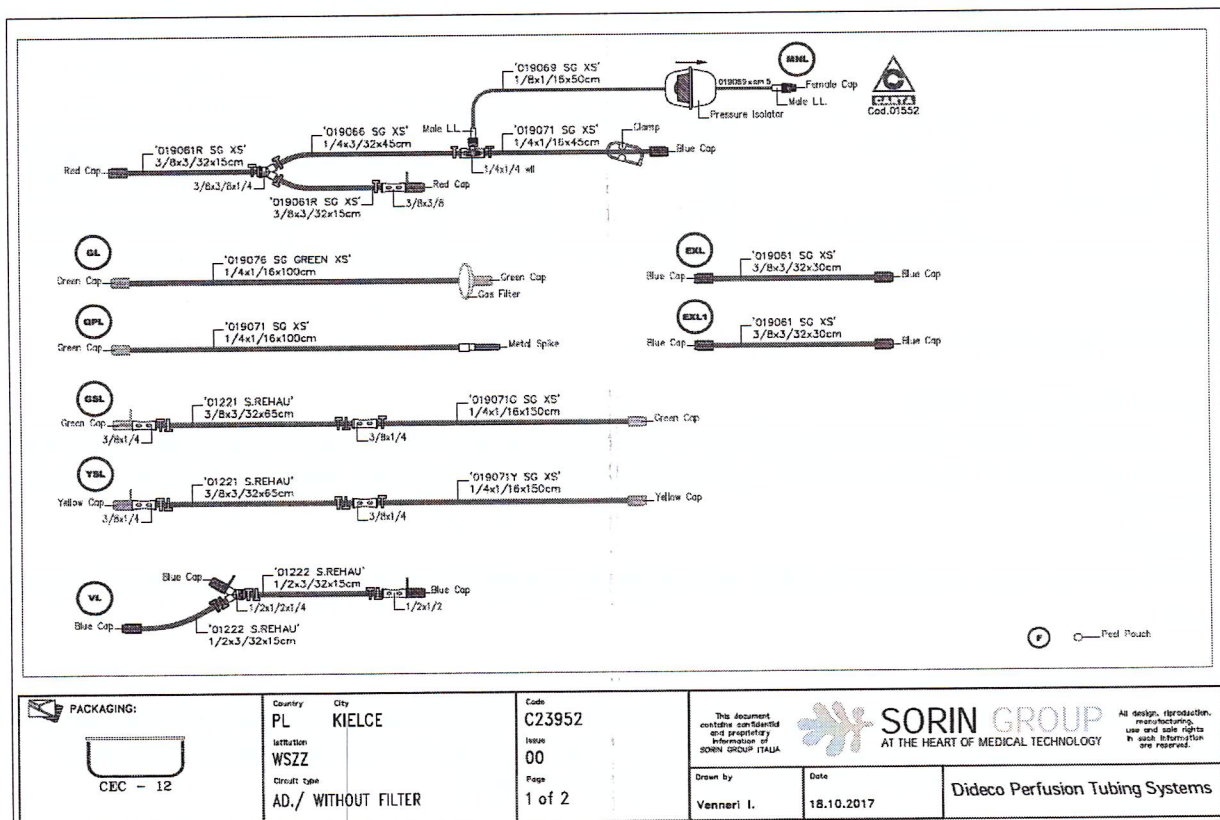 MNL
'019069 SG XS'
1/8x1/16x50cm
019069xcm 5
Female Cap
Male L.L.
Pressure Isolator
C
CARTA
Cod.01552
'019066 SG XS'
1/4x3/32x45cm
Male L.L.
'019071 SG XS'
1/4x1/16x45cm
Clamp
Blue Cap
'019061R SG XS'
3/8x3/32x15cm
Red Cap
3/8x3/8x1/4
1/4x1/4 wll
Red Cap
'019061R SG XS'
3/8x3/32x15cm
3/8x3/8
GL
'019076 SG GREEN XS'
1/4x1/16x100cm
Green Cap
Green Cap
Gas Filter
EXL
'019061 SG XS'
3/8x3/32x30cm
Blue Cap
Blue Cap
QPL
'019071 SG XS'
1/4x1/16x100cm
Green Cap
Metal Spike
EXL1
'019061 SG XS'
3/8x3/32x30cm
Blue Cap
Blue Cap
GSL
'01221 S.REHAU'
3/8x3/32x65cm
'019071G SG XS'
1/4x1/16x150cm
Green Cap
3/8x1/4
3/8x1/4
Green Cap
YSL
'01221 S.REHAU'
3/8x3/32x65cm
'019071Y SG XS'
1/4x1/16x150cm
Yellow Cap
3/8x1/4
3/8x1/4
Yellow Cap
VL
Blue Cap
'01222 S.REHAU'
1/2x3/32x15cm
Blue Cap
1/2x1/2x1/4
1/2x1/2
Blue Cap
'01222 S.REHAU'
1/2x3/32x15cm
F
Peel Pouch
PACKAGING:
CEC - 12
Country City
PL KIELCE
Istitution
WSZZ
Circuit type
AD./ WITHOUT FILTER
Code
C23952
Issue
00
Page
1 of 2
This document
contains confidential
and proprietary
information of
SORIN GROUP ITALIA
SORIN GROUP
AT THE HEART OF MEDICAL TECHNOLOGY
All design, riproduction,
manufacturing,
use and sale rights
in such information
are reserved.
Drawn by
Venneri I.
Date
18.10.2017
Dideco Perfusion Tubing Systems